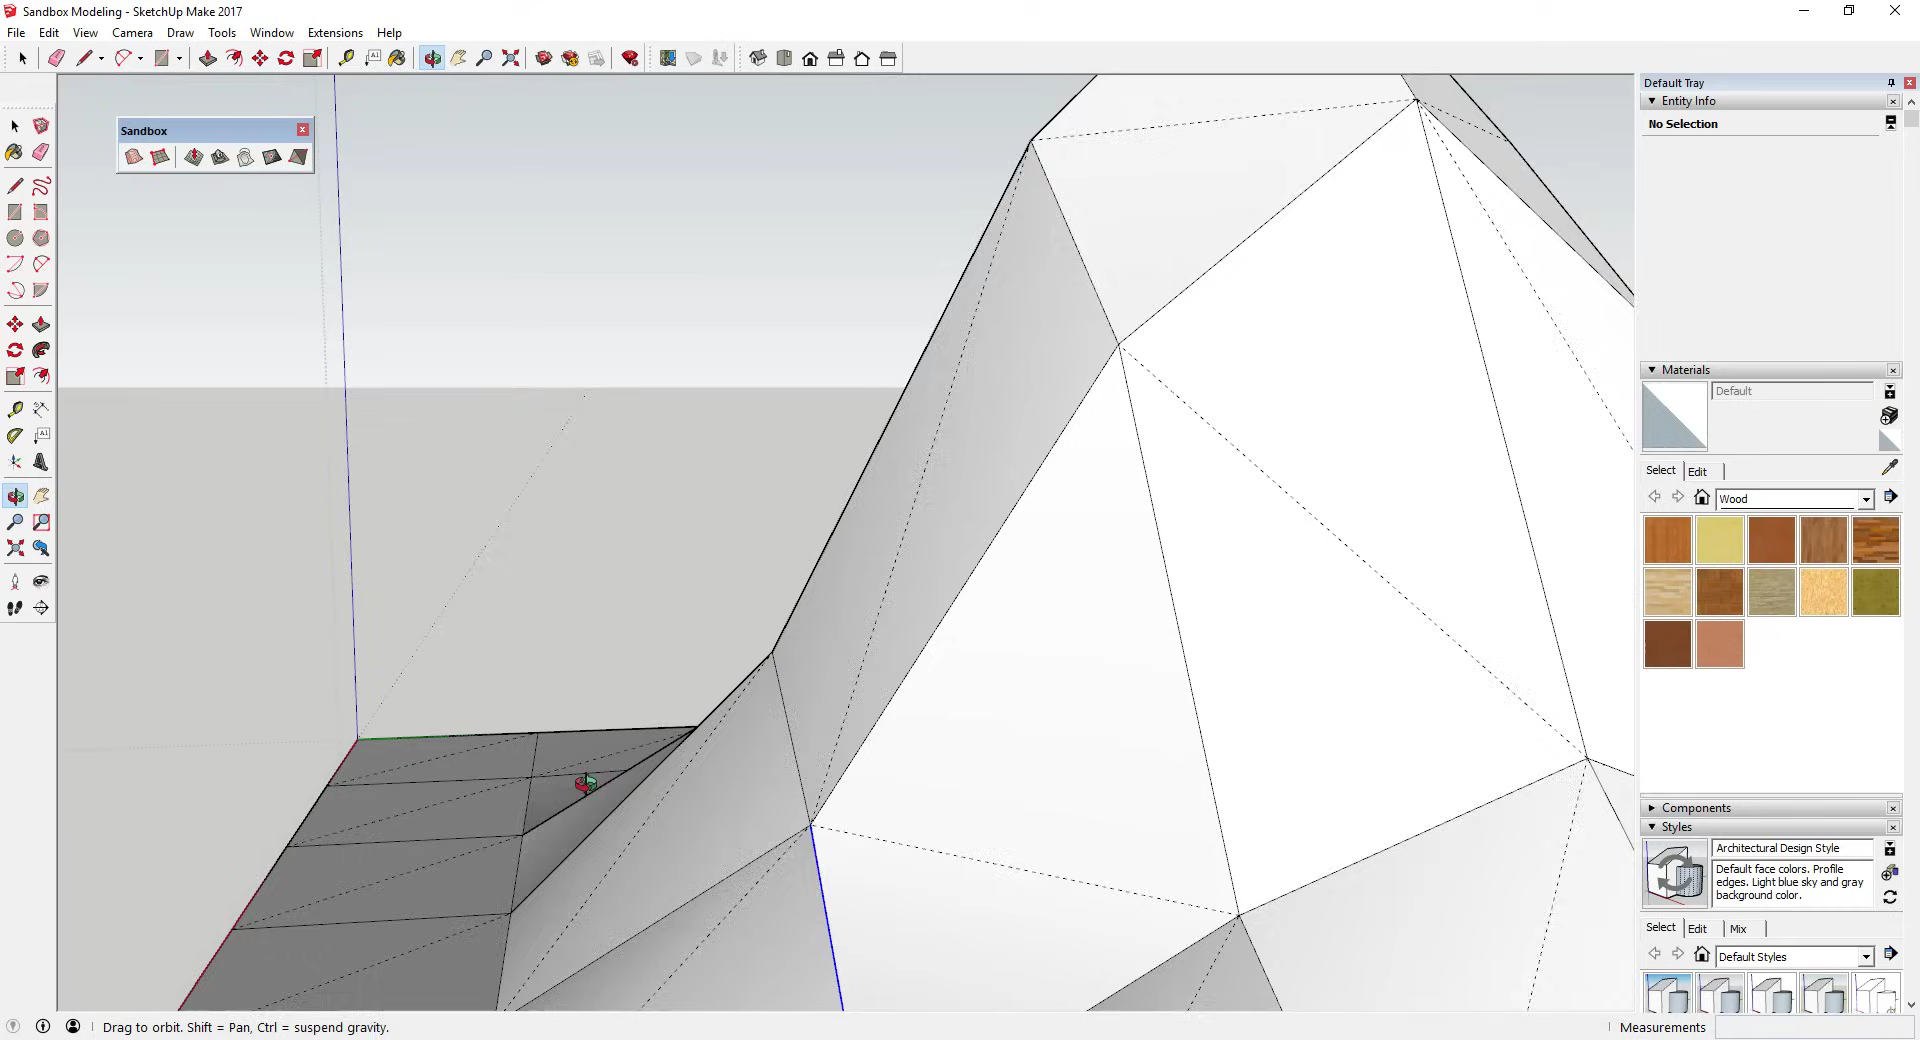 Sandbox Modeling - SketchUp Make 2017
File Edit View Camera Draw Tools Window Extensions Help
Default Tray
Entity Info
No Selection
Sandbox
Materials
Default
Select Edit
Wood
Components
Styles
Architectural Design Style
Default face colors. Profile
edges. Light blue sky and gray
background color.
Select Edit Mix
Default Styles
Drag to orbit. Shift = Pan, Ctrl = suspend gravity.
Measurements